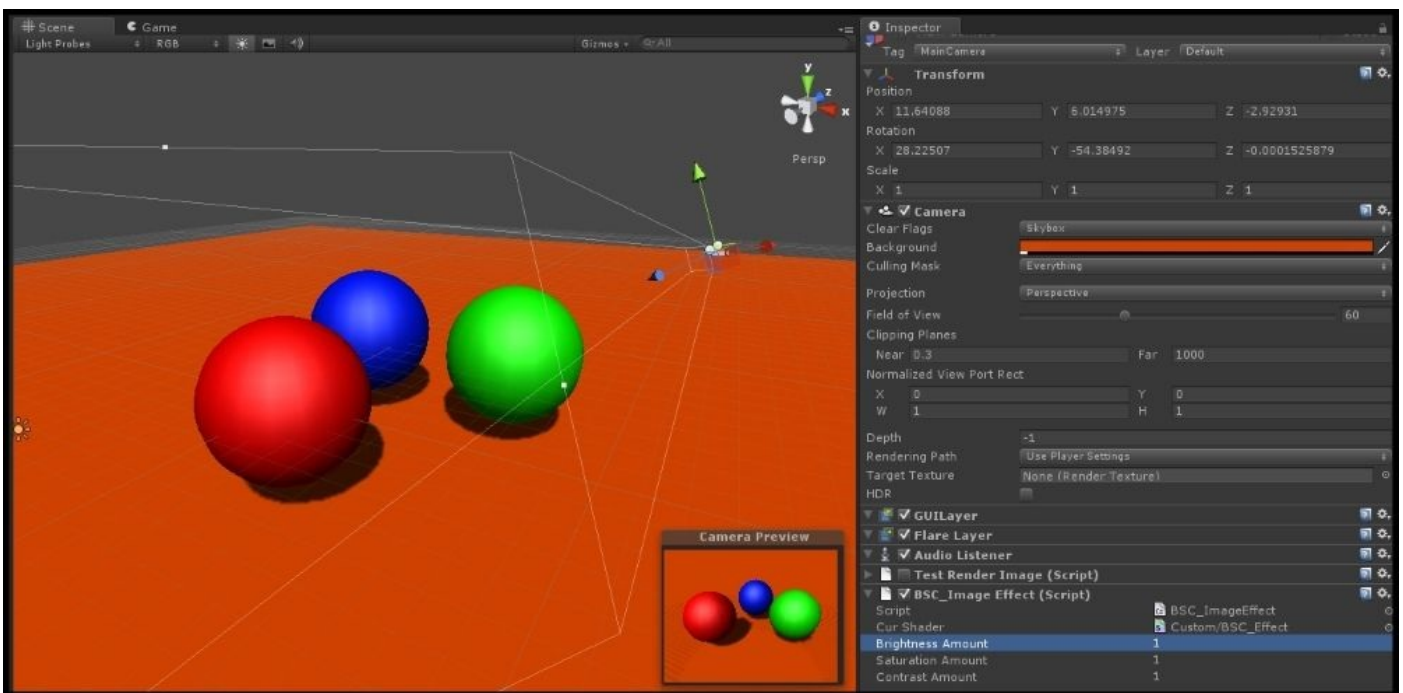 Scene Game
Light Probes RGB Gizmos All
y
z
x
Persp
Camera Preview
Inspector
Tag MainCamera Layer Default
Transform
Position
X 11.64088 Y 6.014975 Z -2.92931
Rotation
X 28.22507 Y -54.38492 Z -0.0001525879
Scale
X 1 Y 1 Z 1
Camera
Clear Flags Skybox
Background
Culling Mask Everything
Projection Perspective
Field of View 60
Clipping Planes
Near 0.3 Far 1000
Normalized View Port Rect
X 0 Y 0
W 1 H 1
Depth -1
Rendering Path Use Player Settings
Target Texture None (Render Texture)
HDR
GUILayer
Flare Layer
Audio Listener
Test Render Image (Script)
BSC_Image Effect (Script)
Script BSC_ImageEffect
Cur Shader Custom/BSC_Effect
Brightness Amount 1
Saturation Amount 1
Contrast Amount 1